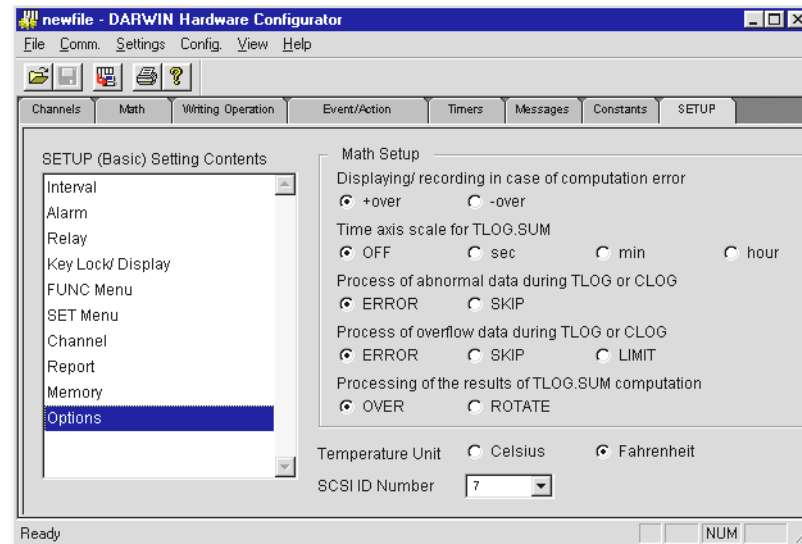 newfile - DARWIN Hardware Configurator
File Comm. Settings Config. View Help
Channels Math Writing Operation Event/Action Timers Messages Constants SETUP
SETUP (Basic) Setting Contents
Interval
Alarm
Relay
Key Lock/ Display
FUNC Menu
SET Menu
Channel
Report
Memory
Options
Math Setup
Displaying/ recording in case of computation error
+over -over
Time axis scale for TLOG.SUM
OFF sec min hour
Process of abnormal data during TLOG or CLOG
ERROR SKIP
Process of overflow data during TLOG or CLOG
ERROR SKIP LIMIT
Processing of the results of TLOG.SUM computation
OVER ROTATE
Temperature Unit Celsius Fahrenheit
SCSI ID Number 7
Ready NUM